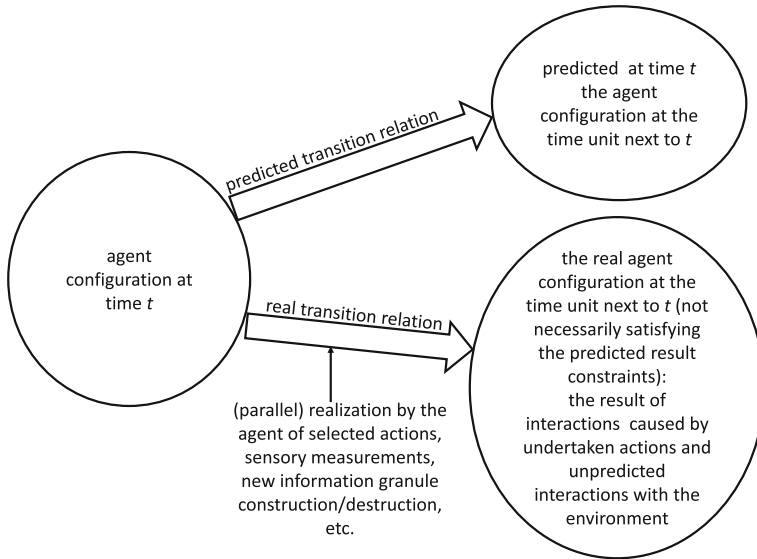 predicted at time t
the agent
configuration at the
time unit next to t
predicted transition relation
agent
configuration at
time t
real transition relation
the real agent
configuration at the
time unit next to t (not
necessarily satisfying
the predicted result
constraints):
the result of
interactions caused by
undertaken actions and
unpredicted
interactions with the
environment
(parallel) realization by the
agent of selected actions,
sensory measurements,
new information granule
construction/destruction,
etc.